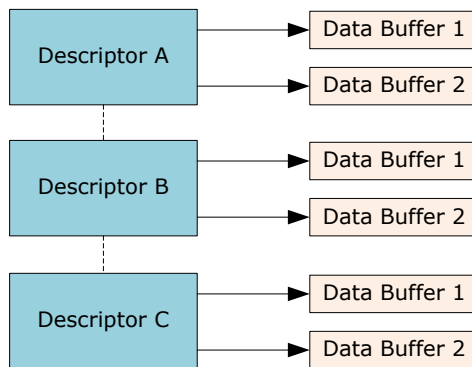 Descriptor A
Data Buffer 1
Data Buffer 2
Descriptor B
Data Buffer 1
Data Buffer 2
Descriptor C
Data Buffer 1
Data Buffer 2